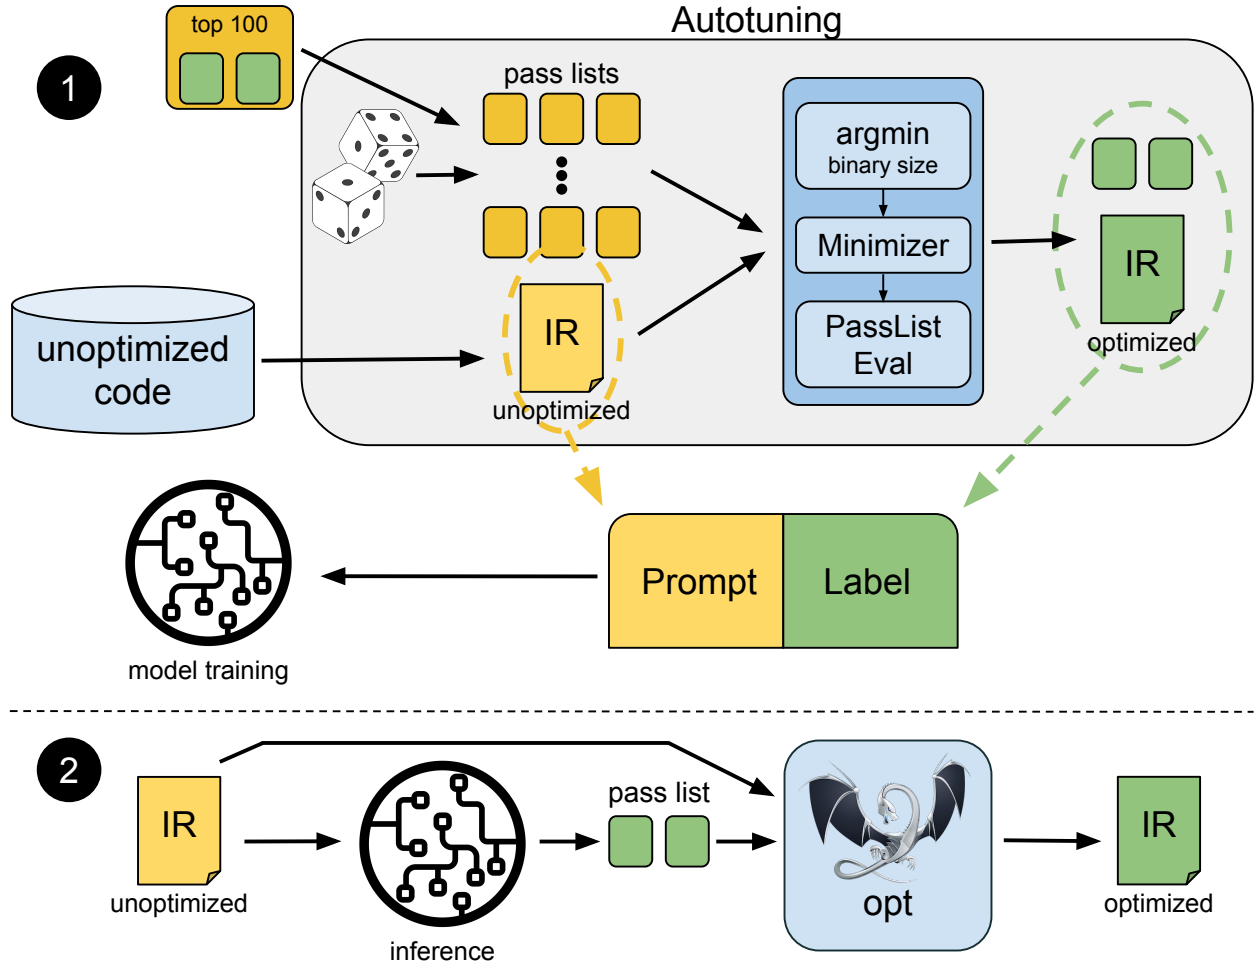 Autotuning
1
top 100
pass lists
argmin
binary size
Minimizer
PassList
Eval
IR
optimized
unoptimized
code
IR
unoptimized
Prompt
Label
model training
2
IR
unoptimized
inference
pass list
opt
IR
optimized